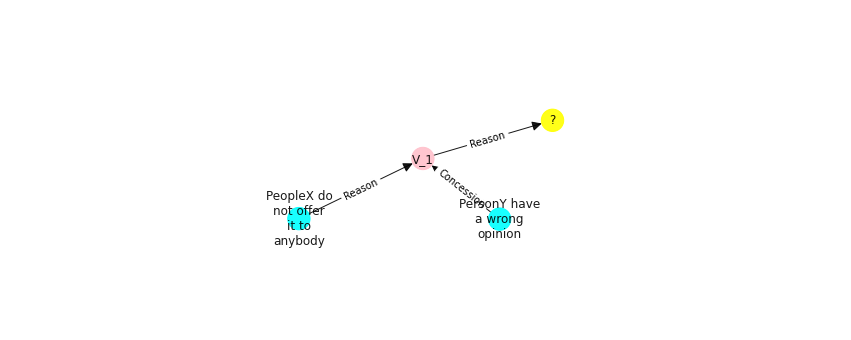 ?
Reason
V_1
Reason
Concession
PeopleX do
not offer
it to
anybody
PersonY have
a wrong
opinion